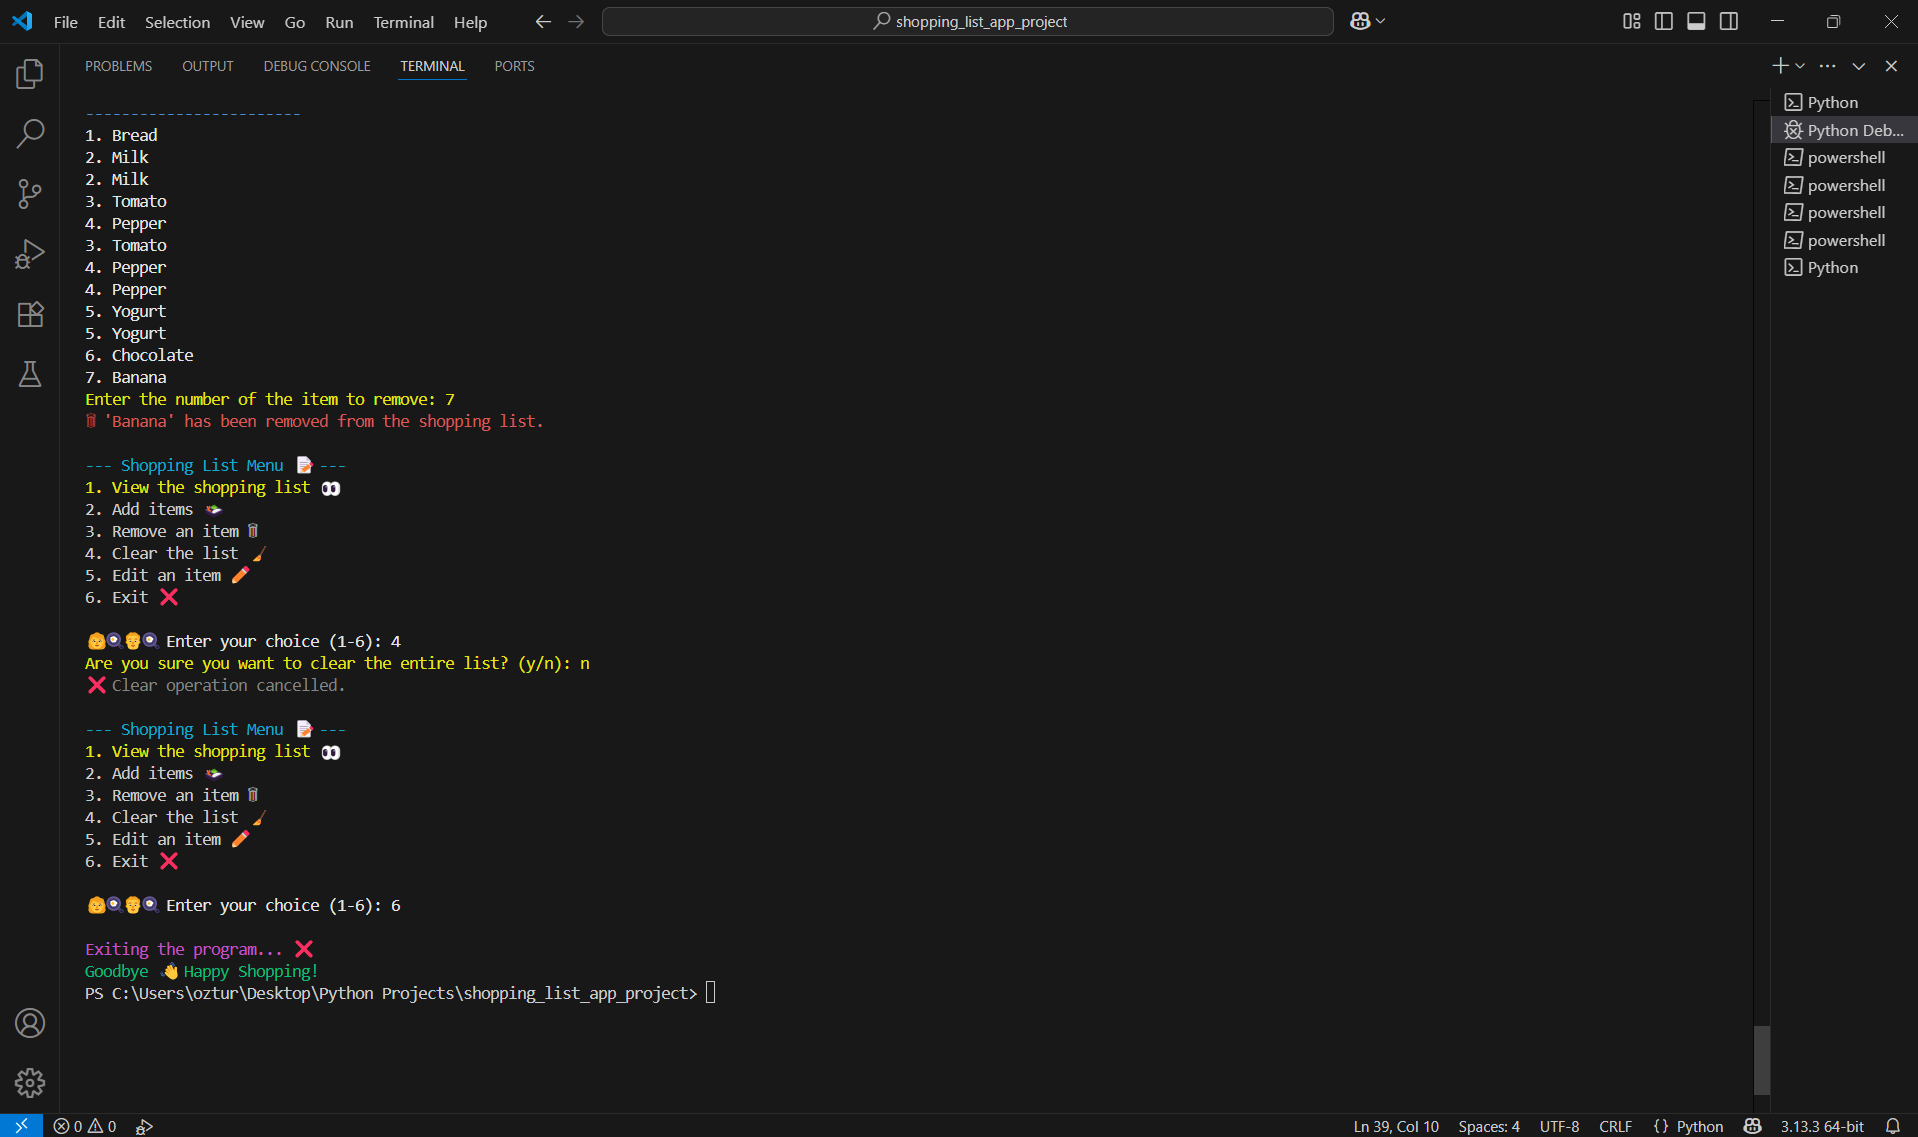 File Edit Selection View Go Run Terminal Help shopping_list_app_project
PROBLEMS OUTPUT DEBUG CONSOLE TERMINAL PORTS
------------------------
1. Bread
2. Milk
2. Milk
3. Tomato
4. Pepper
3. Tomato
4. Pepper
4. Pepper
5. Yogurt
5. Yogurt
6. Chocolate
7. Banana
Enter the number of the item to remove: 7
🗑 'Banana' has been removed from the shopping list.
--- Shopping List Menu 📝 ---
1. View the shopping list 👀
2. Add items 🥗
3. Remove an item 🗑
4. Clear the list 🧹
5. Edit an item ✏️
6. Exit ❌
Enter your choice (1-6): 4
Are you sure you want to clear the entire list? (y/n): n
❌ Clear operation cancelled.
--- Shopping List Menu 📝 ---
1. View the shopping list 👀
2. Add items 🥗
3. Remove an item 🗑
4. Clear the list 🧹
5. Edit an item ✏️
6. Exit ❌
Enter your choice (1-6): 6
Exiting the program... ❌
Goodbye 👋 Happy Shopping!
PS C:\Users\oztur\Desktop\Python Projects\shopping_list_app_project>
Python
Python Deb...
powershell
powershell
powershell
powershell
Python
0 0 Ln 39, Col 10 Spaces: 4 UTF-8 CRLF {} Python 3.13.3 64-bit